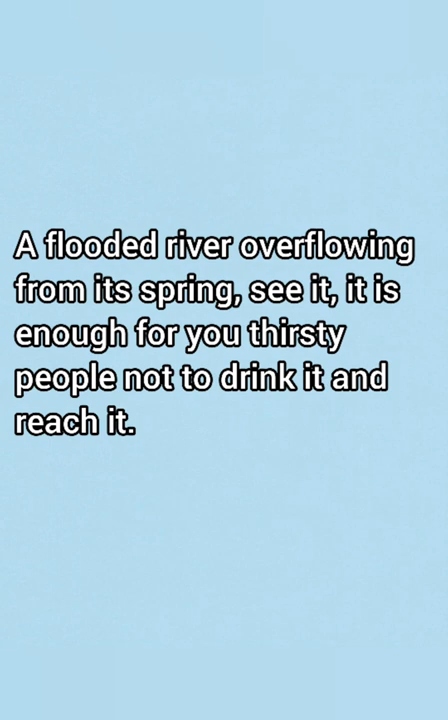 A flooded river overflowing
from its spring, see it, it is
enough for you thirsty
people not to drink it and
reach it.